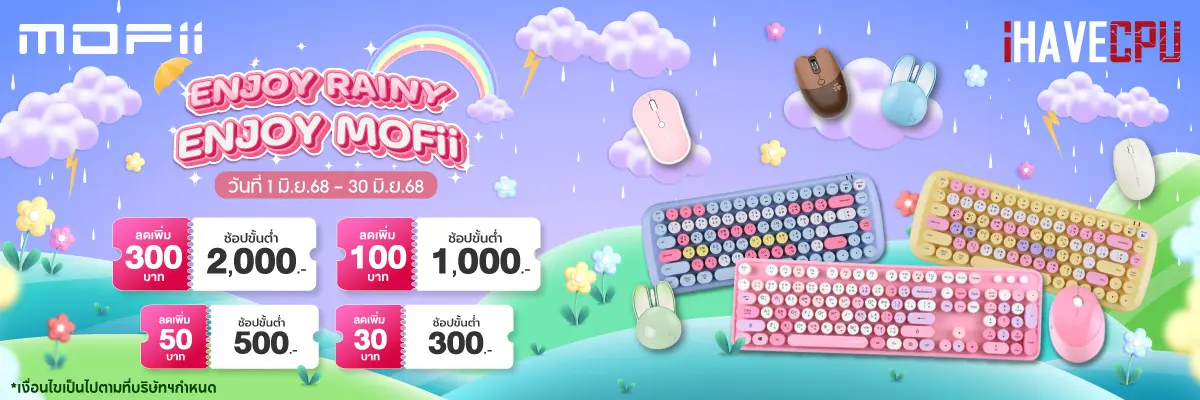 MOFii
iHAVECPU
ENJOY RAINY
ENJOY MOFii
วันที่ 1 มิ.ย.68 - 30 มิ.ย.68
ลดเพิ่ม
300
บาท
ช้อปขั้นต่ำ
2,000.-
ลดเพิ่ม
100
บาท
ช้อปขั้นต่ำ
1,000.-
ลดเพิ่ม
50
บาท
ช้อปขั้นต่ำ
500.-
ลดเพิ่ม
30
บาท
ช้อปขั้นต่ำ
300.-
*เงื่อนไขเป็นไปตามที่บริษัทฯกำหนด